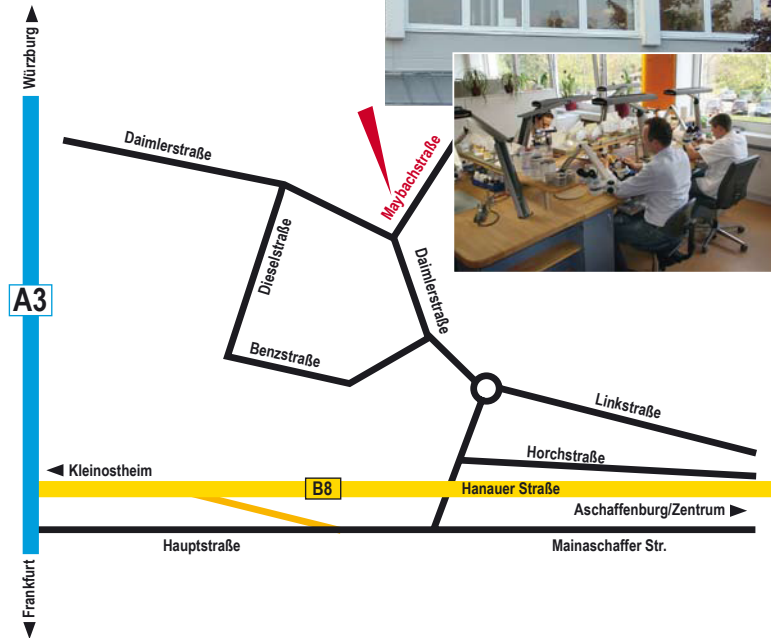 Würzburg
Daimlerstraße
Maybachstraße
Dieselstraße
Daimlerstraße
A3
Benzstraße
Linkstraße
Horchstraße
Kleinostheim
B8
Hanauer Straße
Aschaffenburg/Zentrum
Hauptstraße
Mainaschaffer Str.
Frankfurt